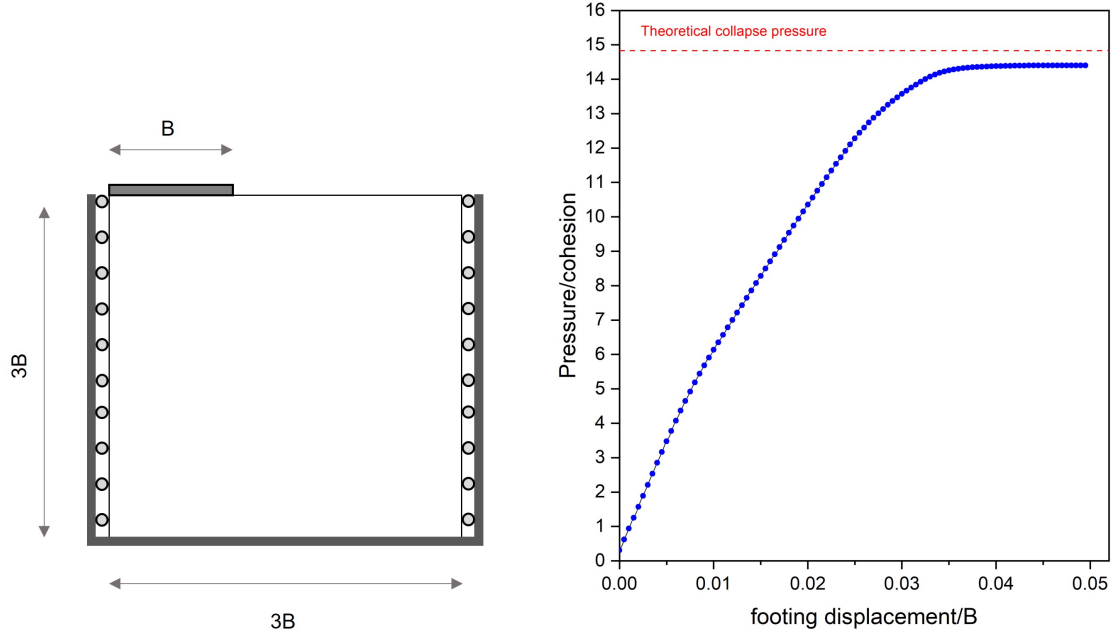 B
3B
3B
Theoretical collapse pressure
Pressure/cohesion
16
15
14
13
12
11
10
9
8
7
6
5
4
3
2
1
0
0.00 0.01 0.02 0.03 0.04 0.05
footing displacement/B